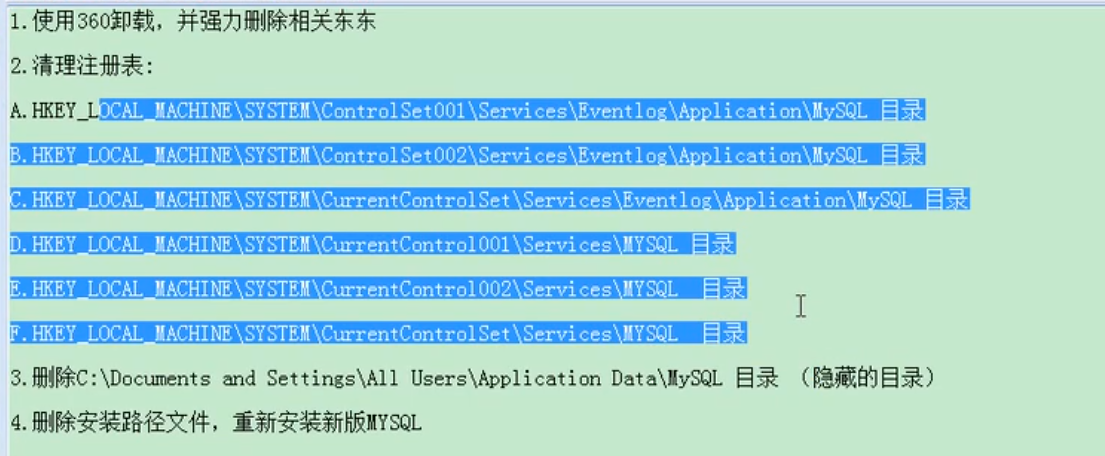 1.使用360卸载，并强力删除相关东东
2.清理注册表:
A.HKEY_LOCAL_MACHINE\SYSTEM\ControlSet001\Services\Eventlog\Application\MySQL 目录
B.HKEY_LOCAL_MACHINE\SYSTEM\ControlSet002\Services\Eventlog\Application\MySQL 目录
C.HKEY_LOCAL_MACHINE\SYSTEM\CurrentControlSet\Services\Eventlog\Application\MySQL 目录
D.HKEY_LOCAL_MACHINE\SYSTEM\CurrentControl001\Services\MYSQL 目录
E.HKEY_LOCAL_MACHINE\SYSTEM\CurrentControl002\Services\MYSQL  目录
F.HKEY_LOCAL_MACHINE\SYSTEM\CurrentControlSet\Services\MYSQL  目录
3.删除C:\Documents and Settings\All Users\Application Data\MySQL 目录 （隐藏的目录）
4.删除安装路径文件，重新安装新版MYSQL